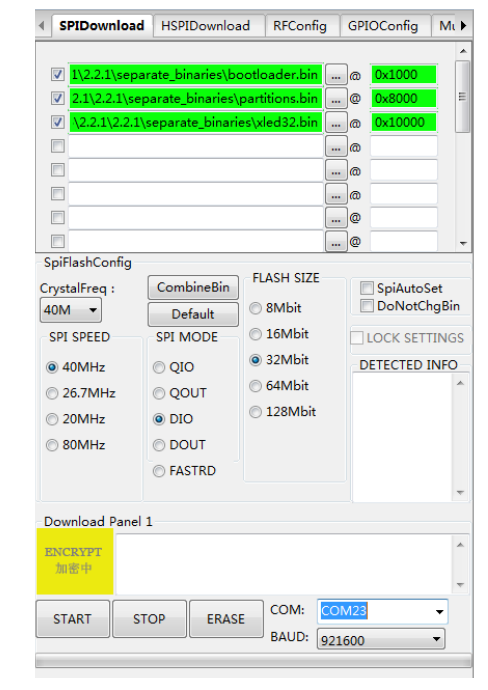 SPIDownload HSPIDownload RFConfig GPIOConfig
1\2.2.1\separate_binaries\bootloader.bin ... @ 0x1000
2.1\2.2.1\separate_binaries\partitions.bin ... @ 0x8000
\2.2.1\2.2.1\separate_binaries\xled32.bin ... @ 0x10000
... @
... @
... @
... @
... @
SpiFlashConfig
CrystalFreq :
40M
CombineBin
Default
SPI SPEED
40MHz
26.7MHz
20MHz
80MHz
SPI MODE
QIO
QOUT
DIO
DOUT
FASTRD
FLASH SIZE
8Mbit
16Mbit
32Mbit
64Mbit
128Mbit
SpiAutoSet
DoNotChgBin
LOCK SETTINGS
DETECTED INFO
Download Panel 1
ENCRYPT
加密中
START STOP ERASE
COM: COM23
BAUD: 921600